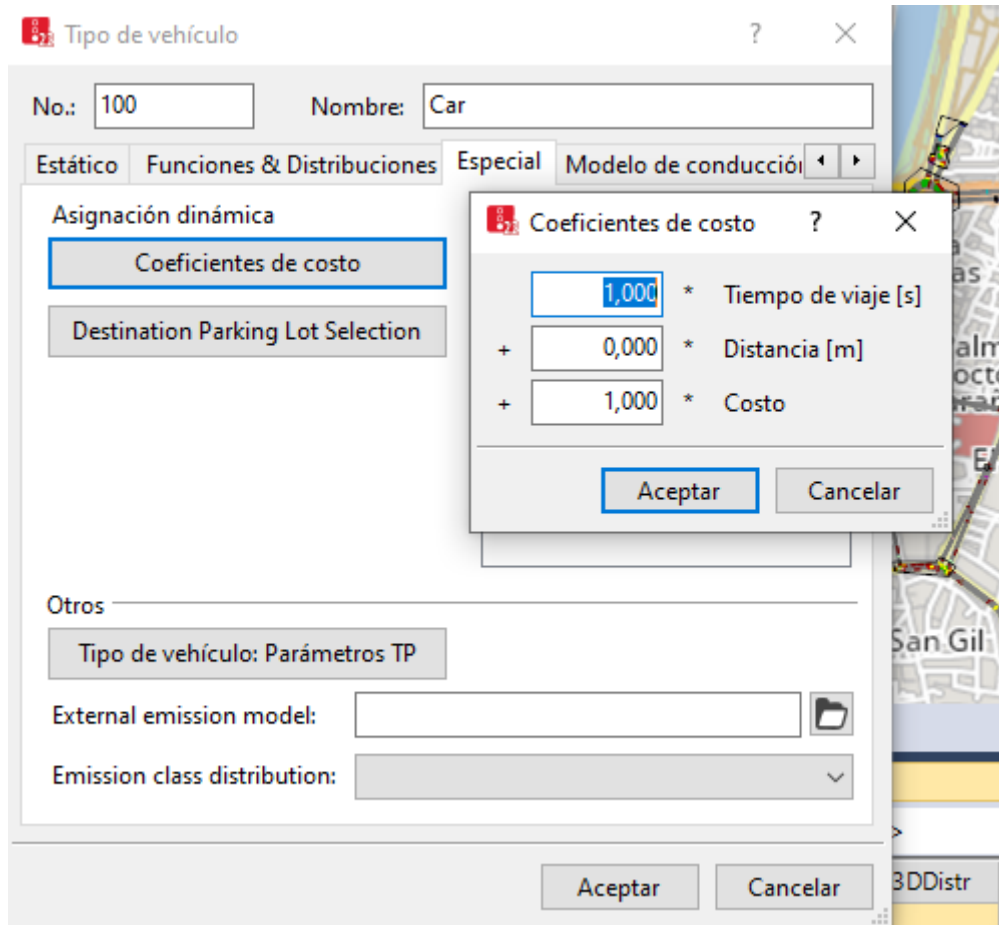 Tipo de vehículo
No.: 100 Nombre: Car
Estático Funciones & Distribuciones Especial Modelo de conducció
Asignación dinámica
Coeficientes de costo
Destination Parking Lot Selection
Coeficientes de costo ?
1,000 * Tiempo de viaje [s]
+ 0,000 * Distancia [m]
+ 1,000 * Costo
Aceptar Cancelar
Otros
Tipo de vehículo: Parámetros TP
External emission model:
Emission class distribution:
Aceptar Cancelar
San Gil
3DDistr